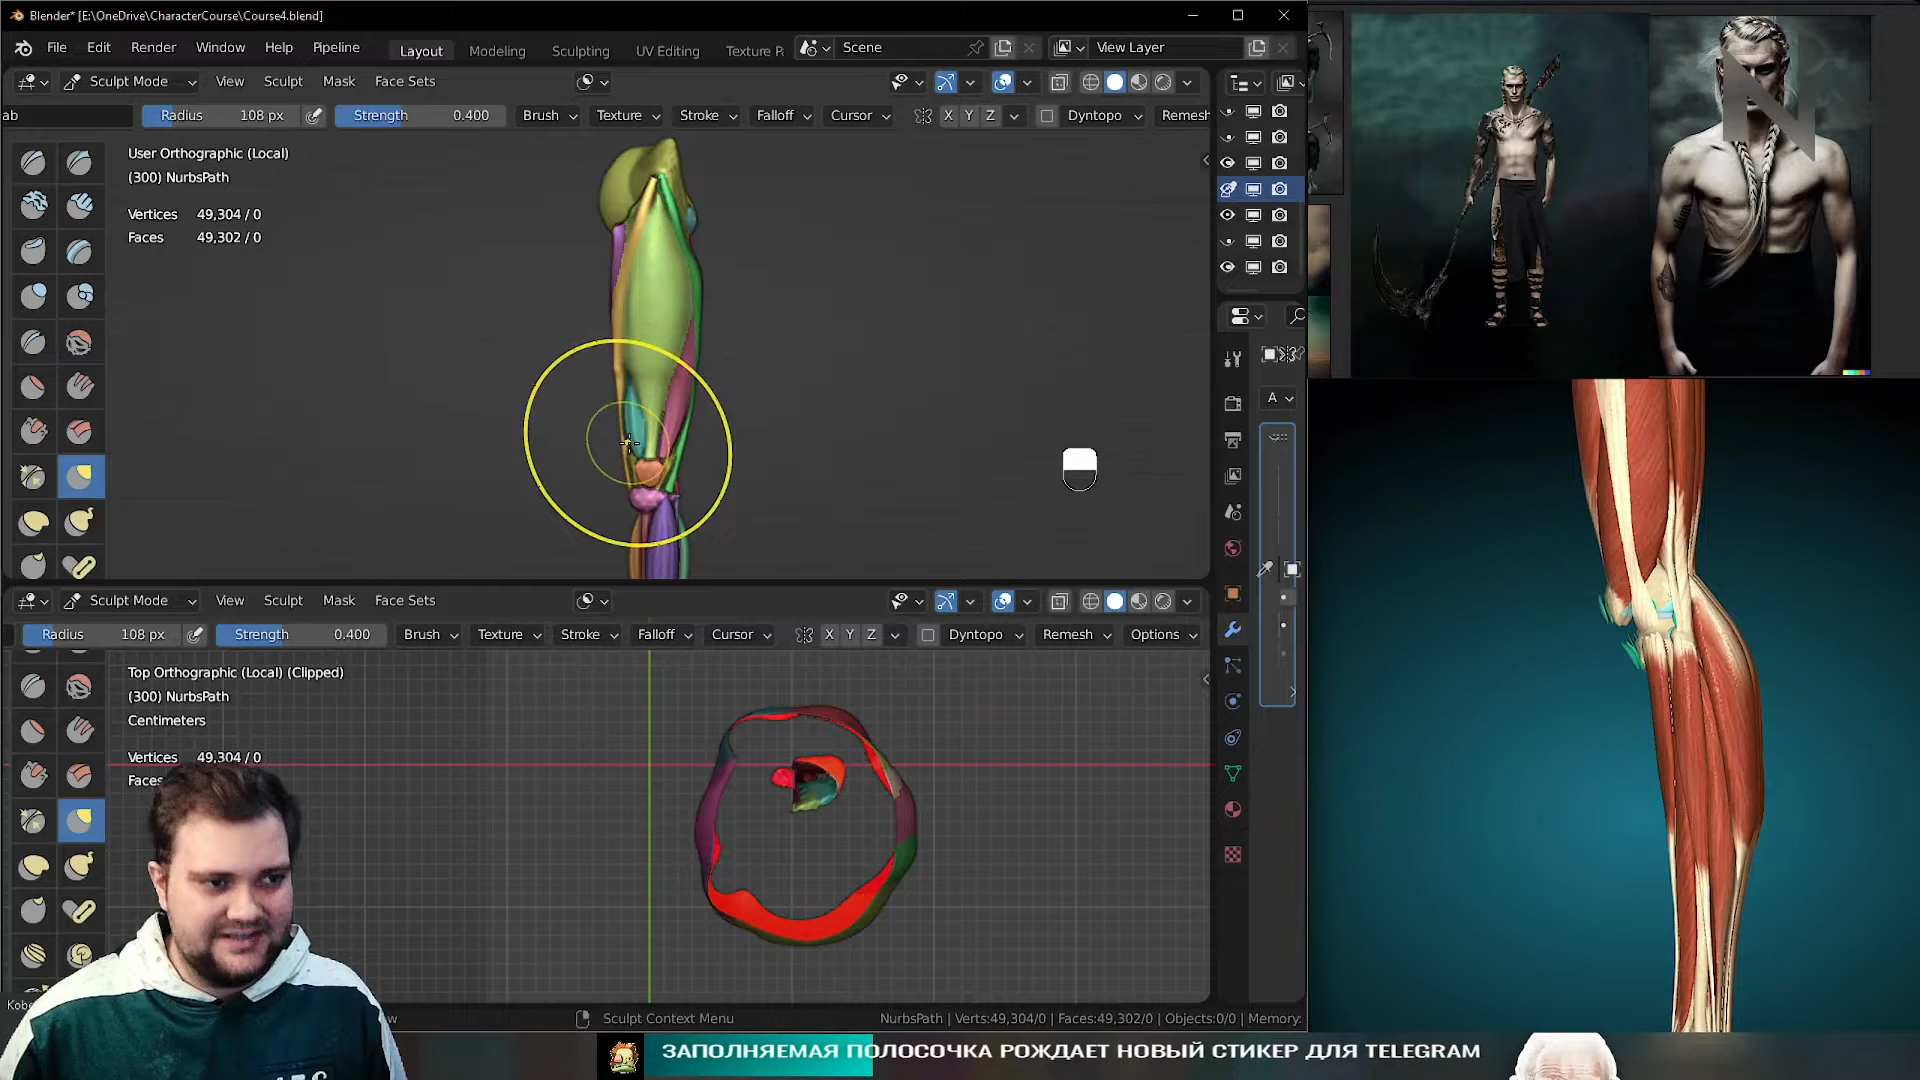 Blender* [E:\OneDrive\CharacterCourse\Course4.blend]
File Edit Render Window Help Pipeline Layout Modeling Sculpting UV Editing Texture P Scene View Layer
Sculpt Mode View Sculpt Mask Face Sets
ab Radius 108 px Strength 0.400 Brush Texture Stroke Falloff Cursor X Y Z Dyntopo Remesh
User Orthographic (Local)
(300) NurbsPath
Vertices 49,304 / 0
Faces 49,302 / 0
A
Sculpt Mode View Sculpt Mask Face Sets
Radius 108 px Strength 0.400 Brush Texture Stroke Falloff Cursor X Y Z Dyntopo Remesh Options
Top Orthographic (Local) (Clipped)
(300) NurbsPath
Centimeters
Vertices 49,304 / 0
Faces
Sculpt Context Menu
NurbsPath | Verts:49,304/0 | Faces:49,302/0 | Objects:0/0 | Memory:
ЗАПОЛНЯЕМАЯ ПОЛОСОЧКА РОЖДАЕТ НОВЫЙ СТИКЕР ДЛЯ TELEGRAM